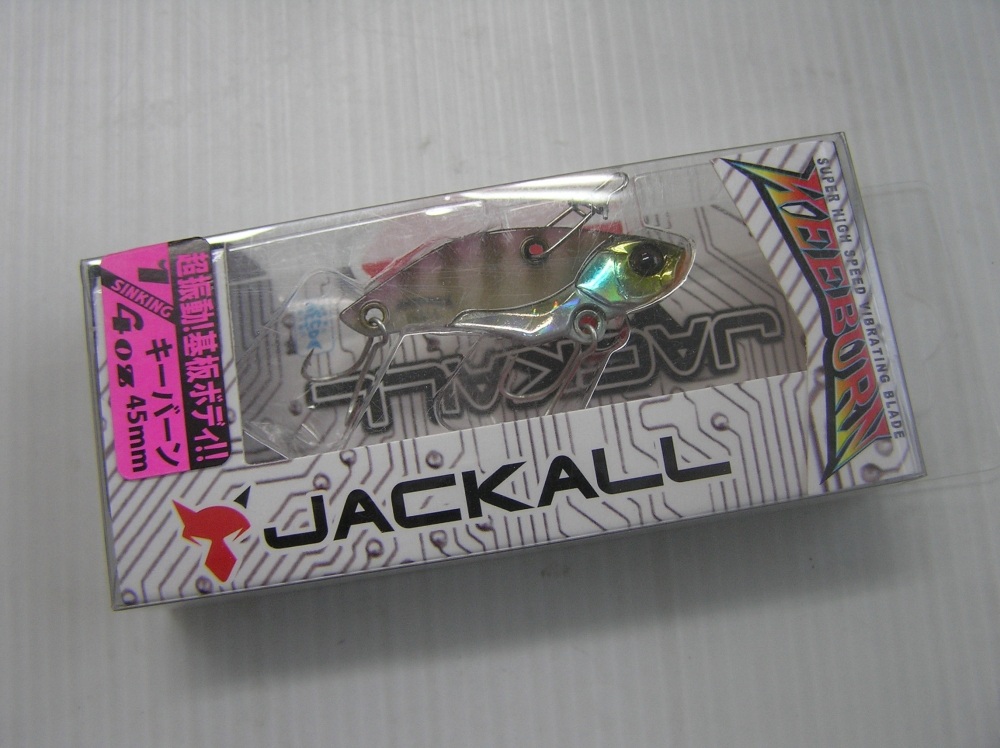 超振動!基板ボディ!!
1/4oz
SINKING
キーバーン
45mm
JACKALL
JACKALL
SUPER HIGH SPEED VIBRATING BLADE
KEEBURN